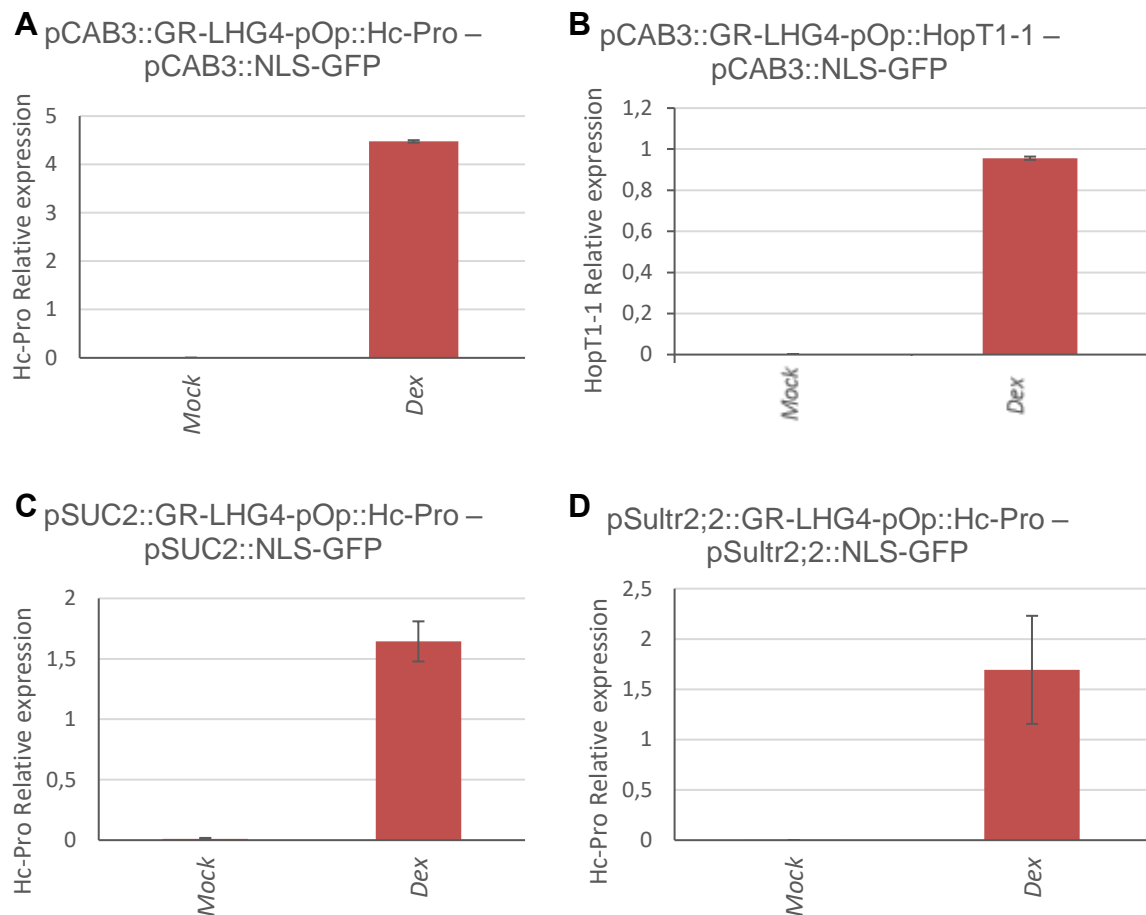 A pCAB3::GR-LHG4-pOp::Hc-Pro –
pCAB3::NLS-GFP
Hc-Pro Relative expression
5
4
3
2
1
0
Mock
Dex
B pCAB3::GR-LHG4-pOp::HopT1-1 –
pCAB3::NLS-GFP
HopT1-1 Relative expression
1,2
1
0,8
0,6
0,4
0,2
0
Mock
Dex
C pSUC2::GR-LHG4-pOp::Hc-Pro –
pSUC2::NLS-GFP
Hc-Pro Relative expression
2
1,5
1
0,5
0
Mock
Dex
D pSultr2;2::GR-LHG4-pOp::Hc-Pro –
pSultr2;2::NLS-GFP
Hc-Pro Relative expression
2,5
2
1,5
1
0,5
0
Mock
Dex